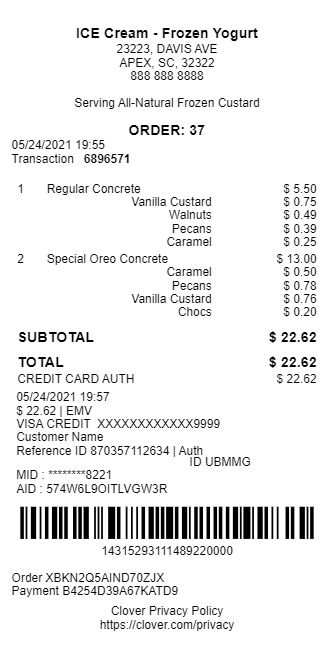 ICE Cream - Frozen Yogurt
23223, DAVIS AVE
APEX, SC, 32322
888 888 8888
Serving All-Natural Frozen Custard
ORDER: 37
05/24/2021 19:55
Transaction 6896571
1 Regular Concrete $ 5.50
Vanilla Custard $ 0.75
Walnuts $ 0.49
Pecans $ 0.39
Caramel $ 0.25
2 Special Oreo Concrete $ 13.00
Caramel $ 0.50
Pecans $ 0.78
Vanilla Custard $ 0.76
Chocs $ 0.20
SUBTOTAL $ 22.62
TOTAL $ 22.62
CREDIT CARD AUTH $ 22.62
05/24/2021 19:57
$ 22.62 | EMV
VISA CREDIT XXXXXXXXXXXX9999
Customer Name
Reference ID 870357112634 | Auth
ID UBMMG
MID : ********8221
AID : 574W6L9OITLVGW3R
14315293111489220000
Order XBKN2Q5AIND70ZJX
Payment B4254D39A67KATD9
Clover Privacy Policy
https://clover.com/privacy